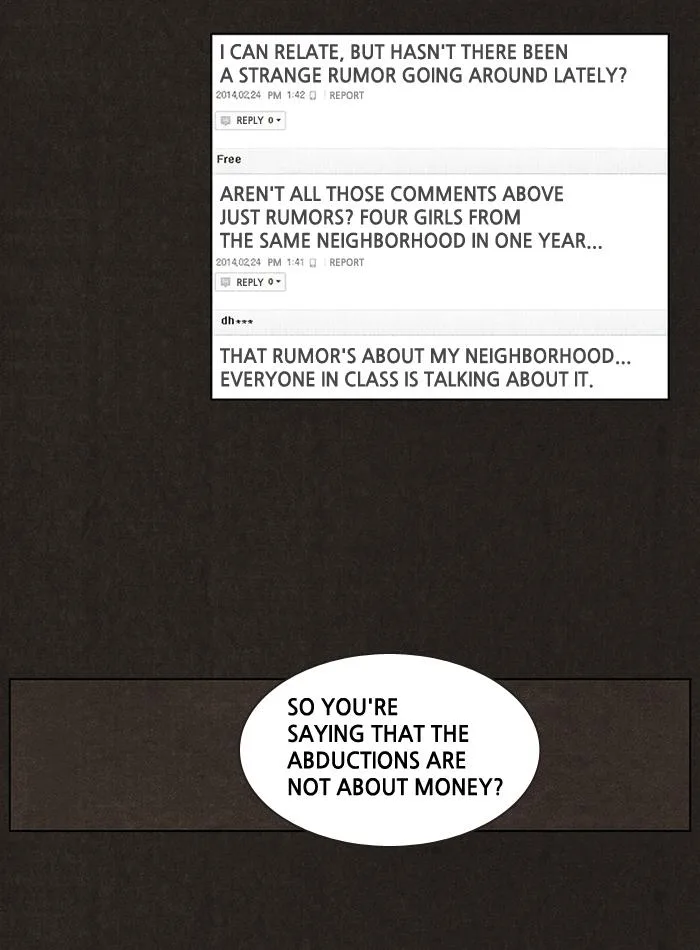 I CAN RELATE, BUT HASN'T THERE BEEN
A STRANGE RUMOR GOING AROUND LATELY?
2014.02.24 PM 1:42 REPORT
REPLY 0
Free
AREN'T ALL THOSE COMMENTS ABOVE
JUST RUMORS? FOUR GIRLS FROM
THE SAME NEIGHBORHOOD IN ONE YEAR...
2014.02.24 PM 1:41 REPORT
REPLY 0
dh***
THAT RUMOR'S ABOUT MY NEIGHBORHOOD...
EVERYONE IN CLASS IS TALKING ABOUT IT.
SO YOU'RE
SAYING THAT THE
ABDUCTIONS ARE
NOT ABOUT MONEY?